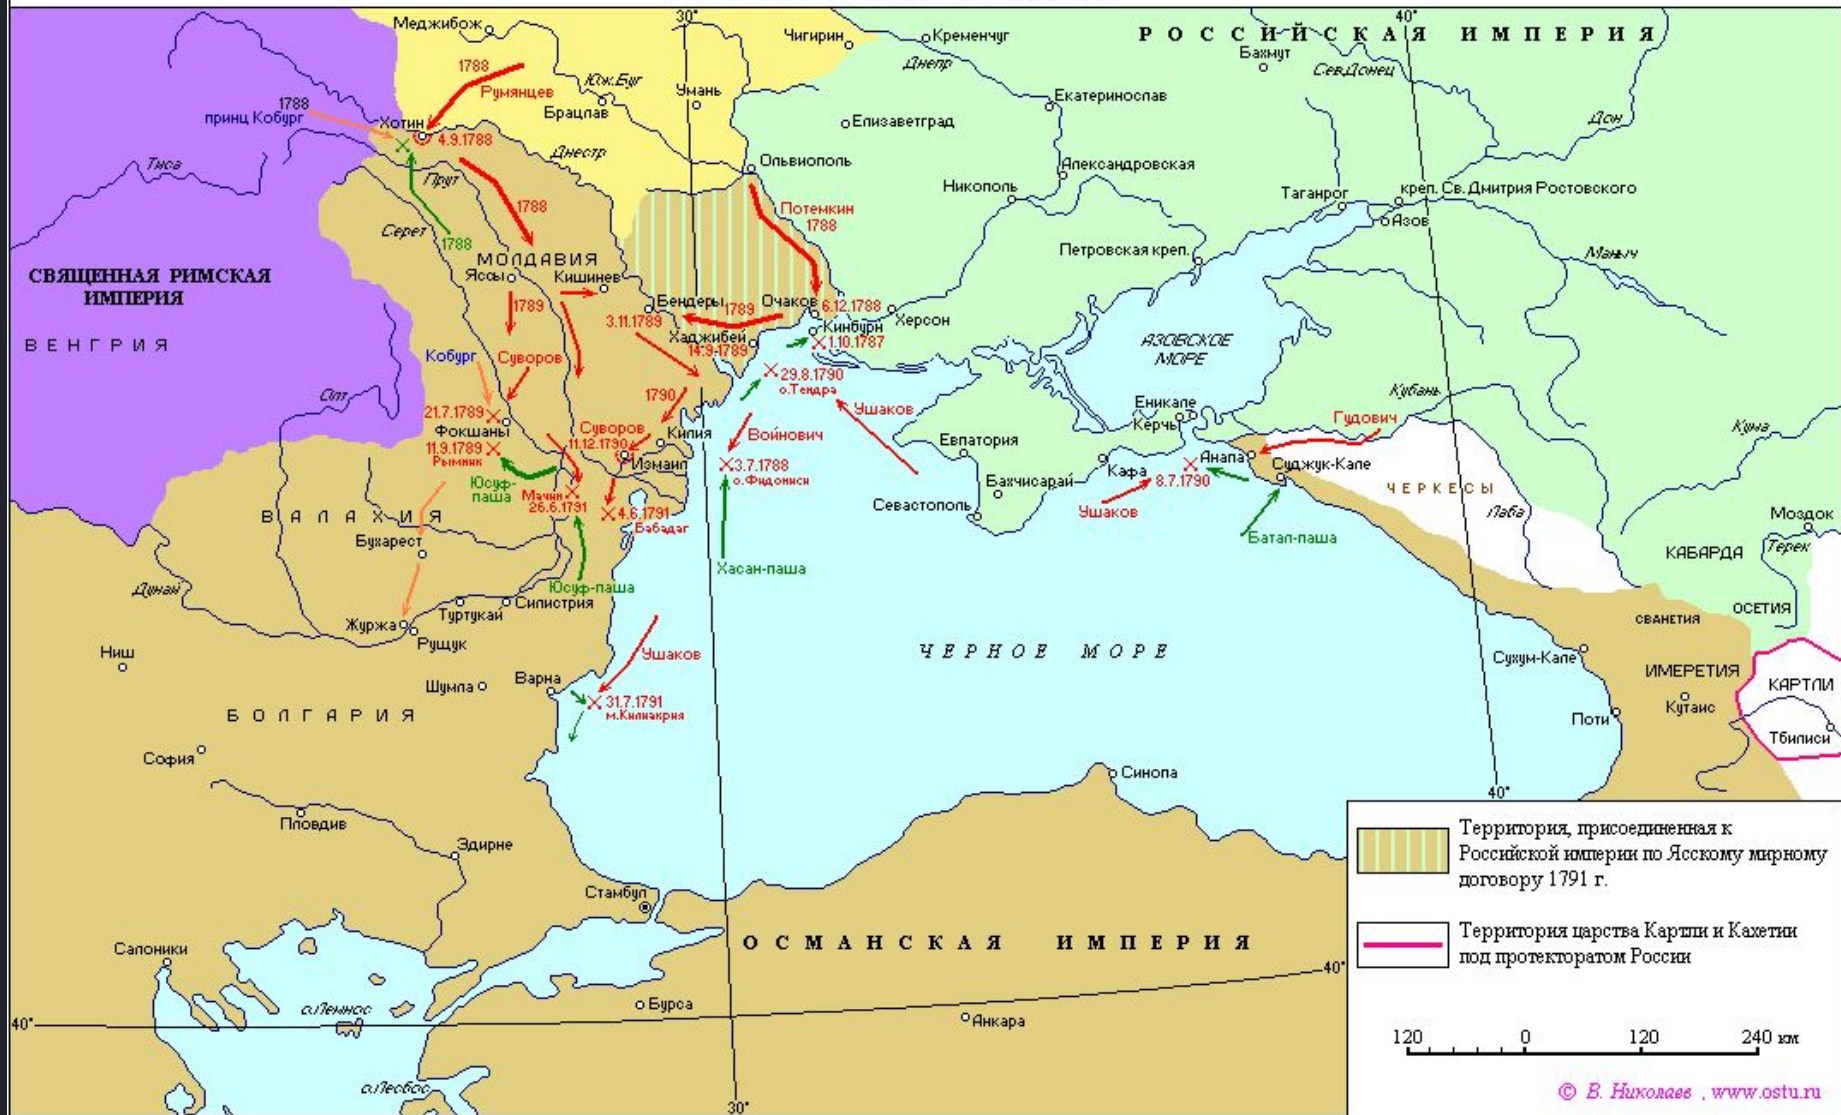 30°
40°
Меджибож
Чигирин
Кременчуг
РОССИЙСКАЯ ИМПЕРИЯ
Бахмут
Днепр
Сев.Донец
1788
Румянцев
Юж.Буг
Умань
Брацлав
Екатеринослав
1788
принц Кобург
Хотин
4.9.1788
Елизаветград
Дон
Днестр
Ольвиополь
Александровская
Тиса
Прут
Никополь
Таганрог
креп. Св. Дмитрия Ростовского
Азов
1788
Потемкин
1788
Серет
1788
Петровская креп.
Маныч
МОЛДАВИЯ
Яссы
Кишинев
СВЯЩЕННАЯ РИМСКАЯ
ИМПЕРИЯ
1789
Бендеры
1789
Очаков
6.12.1788
Херсон
3.11.1789
Кинбурн
1.10.1787
Хаджибей
14.9.1789
ВЕНГРИЯ
АЗОВСКОЕ
МОРЕ
Кобург
Суворов
29.8.1790
о.Тендра
Олт
1790
Ушаков
Кубань
21.7.1789
Фокшаны
Суворов
11.12.1790
Килия
Войнович
Еникале
Керчь
Гудович
Кума
11.9.1789
Рымник
Измаил
3.7.1788
о.Фидониси
Евпатория
Кафа
Анапа
Суджук-Кале
8.7.1790
Юсуф-
паша
Мачин
26.6.1791
4.6.1791
Бабадаг
Бахчисарай
Севастополь
Ушаков
ЧЕРКЕСЫ
Лаба
Моздок
ВАЛАХИЯ
Бухарест
Батал-паша
КАБАРДА
Терек
Хасан-паша
Дунай
Юсуф-паша
Силистрия
Туртукай
Журжа
Рущук
СВАНЕТИЯ
ОСЕТИЯ
Ниш
Ушаков
ЧЕРНОЕ МОРЕ
Сухум-Кале
ИМЕРЕТИЯ
КАРТЛИ
Шумла
Варна
31.7.1791
м.Килиакрия
Кутаис
БОЛГАРИЯ
Поти
Тбилиси
София
Синопа
40°
Пловдив
Эдирне
Территория, присоединенная к
Российской империи по Ясскому мирному
договору 1791 г.
Стамбул
Салоники
ОСМАНСКАЯ ИМПЕРИЯ
Территория царства Картли и Кахетии
под протекторатом России
40°
о.Лемнос
Бурса
Анкара
40°
120 0 120 240 км
о.Лесбос
30°
© В. Николаев , www.ostu.ru